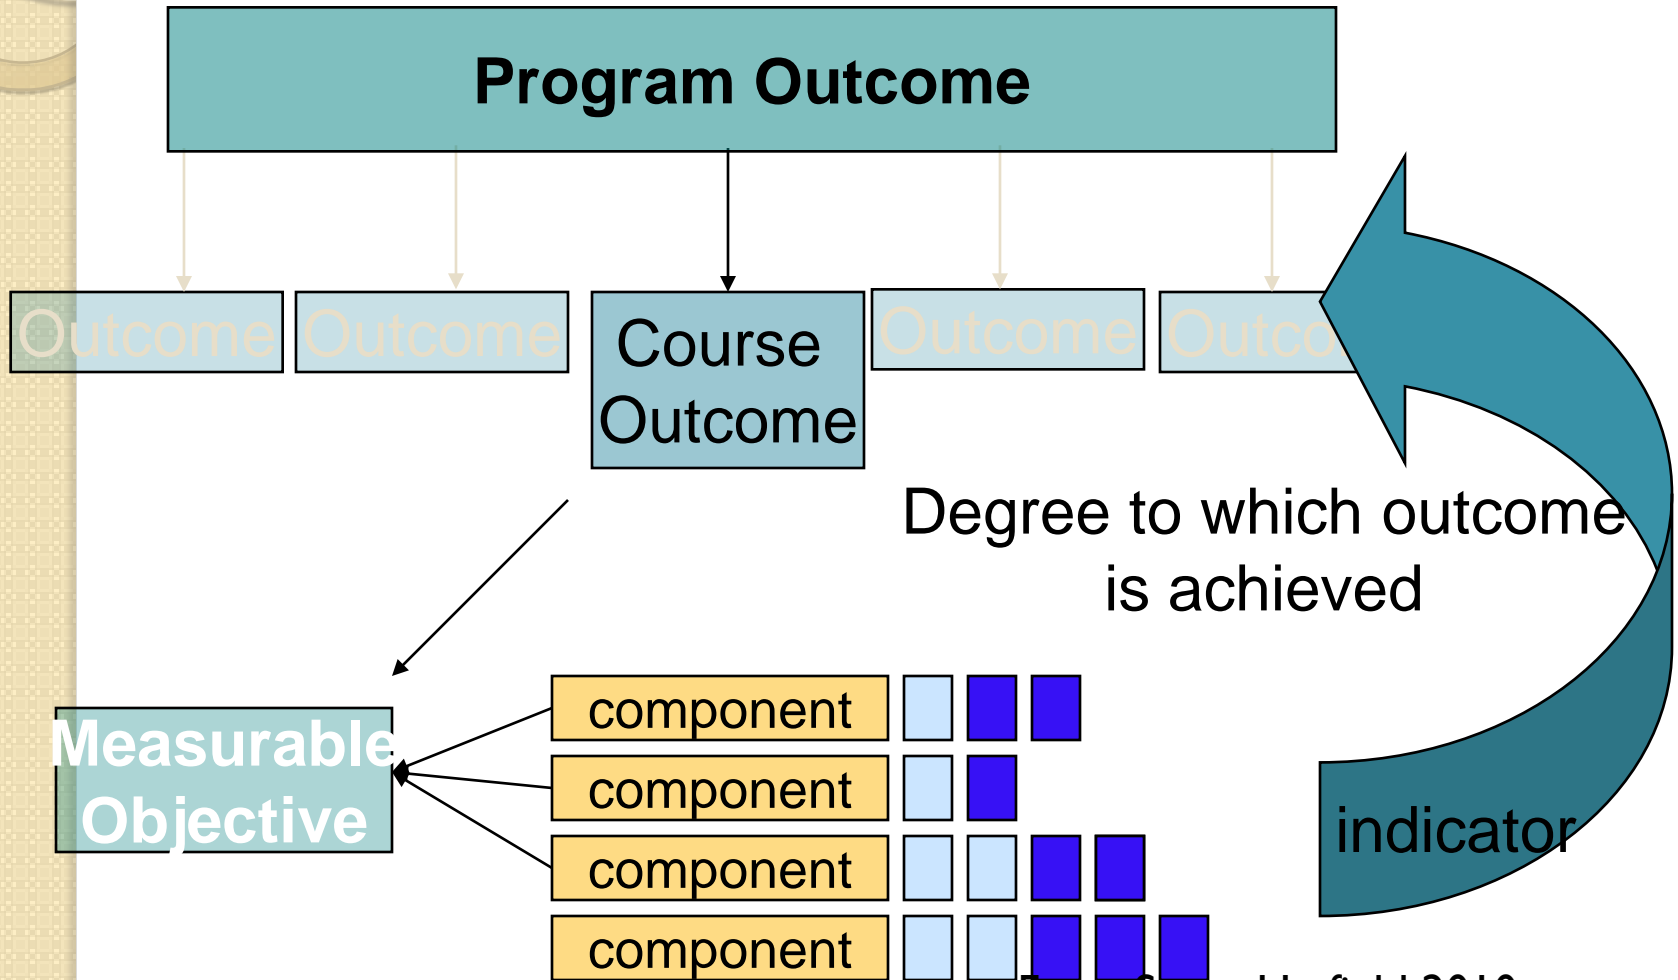 Program Outcome
Outcome
Outcome
Course
Outcome
Outcome
Degree to which outcome
is achieved
Measurable
Objective
component
component
component
component
indicator
2010